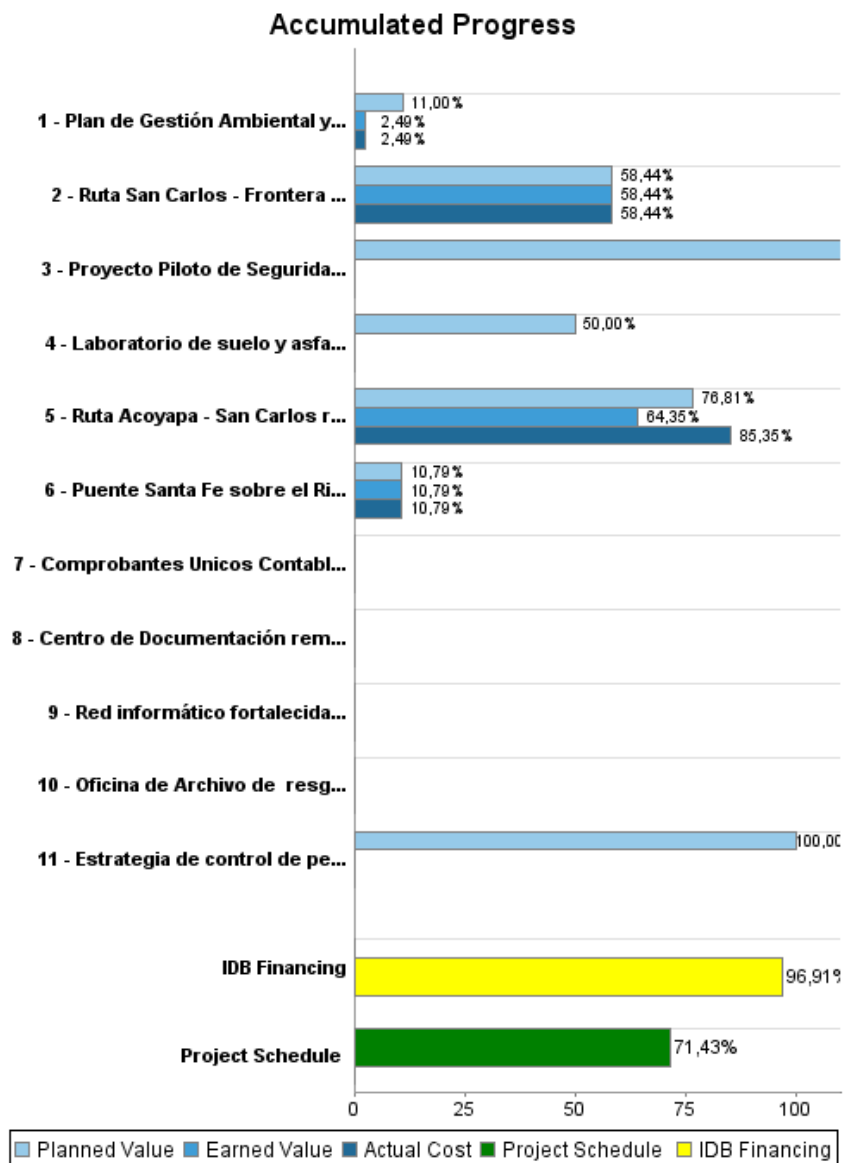 Accumulated Progress
11,00%
1 - Plan de Gestión Ambiental y...
2,49%
2,49%
58,44%
2 - Ruta San Carlos - Frontera ...
58,44%
58,44%
3 - Proyecto Piloto de Segurida...
50,00%
4 - Laboratorio de suelo y asfa...
76,81%
5 - Ruta Acoyapa - San Carlos r...
64,35%
85,35%
10,79%
6 - Puente Santa Fe sobre el Ri...
10,79%
10,79%
7 - Comprobantes Unicos Contabl...
8 - Centro de Documentación rem...
9 - Red informático fortalecida...
10 - Oficina de Archivo de  resg...
100,00
11 - Estrategia de control de pe...
IDB Financing
96,91%
Project Schedule
71,43%
0 25 50 75 100
Planned Value Earned Value Actual Cost Project Schedule IDB Financing